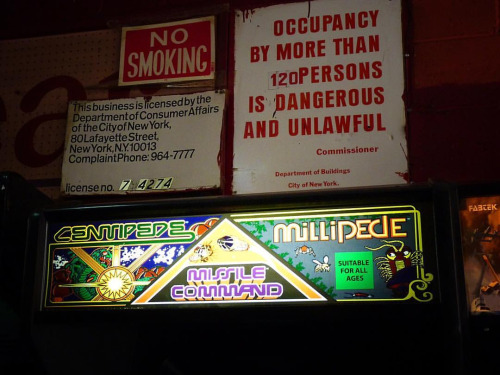 NO
SMOKING
OCCUPANCY
BY MORE THAN
120 PERSONS
IS DANGEROUS
AND UNLAWFUL
Commissioner
Department of Buildings
City of New York.
This business is licensed by the
Department of Consumer Affairs
of the City of New York,
80 Lafayette Street,
New York, N.Y. 10013
Complaint Phone: 964-7777
license no. 7-4274
CENTIPEDE
MISSILE
COMMAND
MILLIPEDE
SUITABLE
FOR ALL
AGES
FABTEK